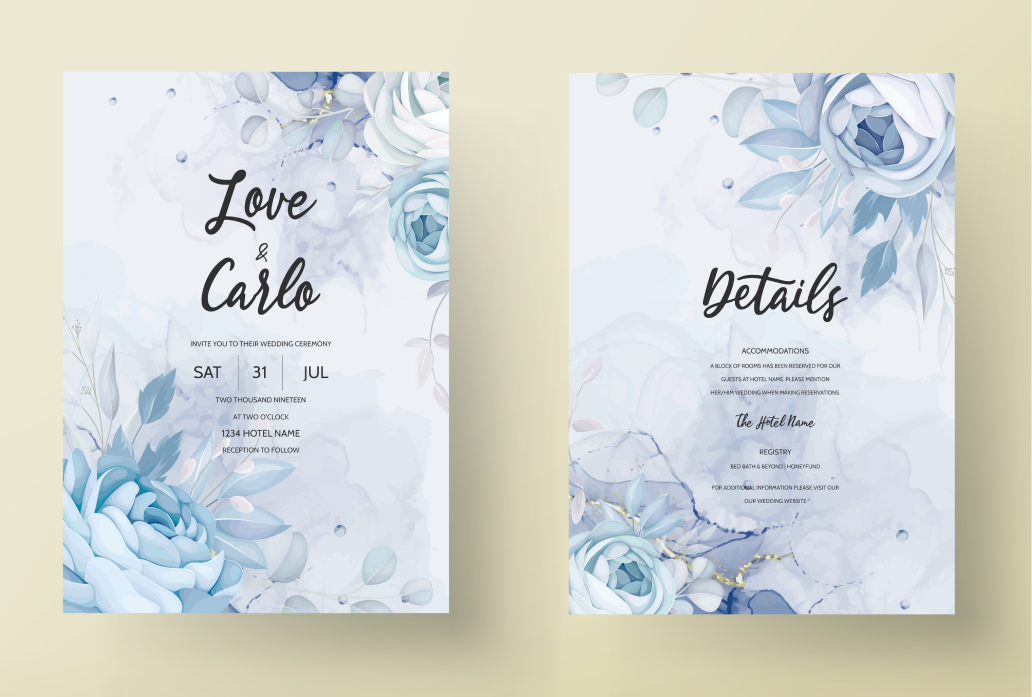 Love
&
Carlo
INVITE YOU TO THEIR WEDDING CEREMONY
SAT 31 JUL
TWO THOUSAND NINETEEN
AT TWO O'CLOCK
1234 HOTEL NAME
RECEPTION TO FOLLOW
Details
ACCOMMODATIONS
A BLOCK OF ROOMS HAS BEEN RESERVED FOR OUR
GUESTS AT HOTEL NAME. PLEASE MENTION
HER/HIM WEDDING WHEN MAKING RESERVATIONS.
The Hotel Name
REGISTRY
BED BATH & BEYOND | HONEYFUND
FOR ADDITIONAL INFORMATION PLEASE VISIT OUR
OUR WEDDING WEBSITE